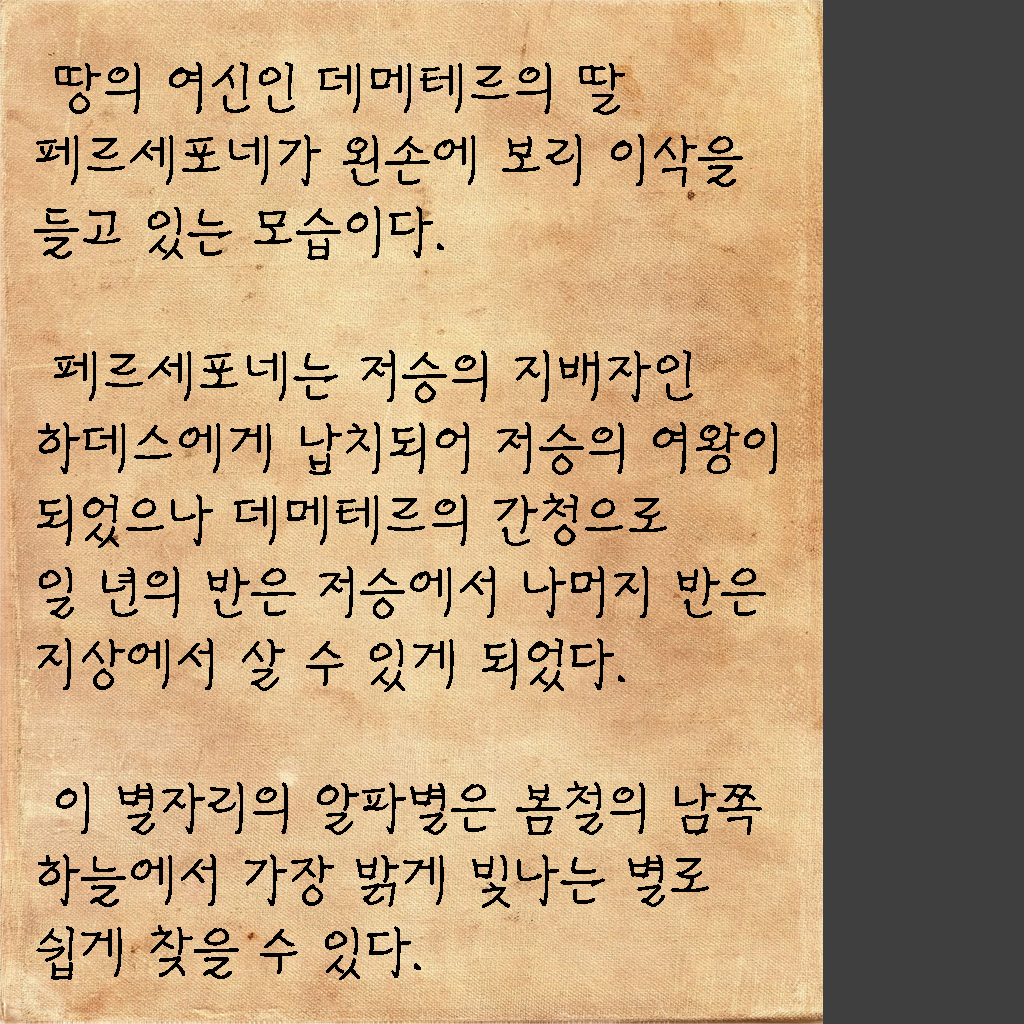 땅의 여신인 데메테르의 딸
페르세포네가 왼손에 보리 이삭을
들고 있는 모습이다.
페르세포네는 저승의 지배자인
하데스에게 납치되어 저승의 여왕이
되었으나 데메테르의 간청으로
일 년의 반은 저승에서 나머지 반은
지상에서 살 수 있게 되었다.
이 별자리의 알파별은 봄철의 남쪽
하늘에서 가장 밝게 빛나는 별로
쉽게 찾을 수 있다.